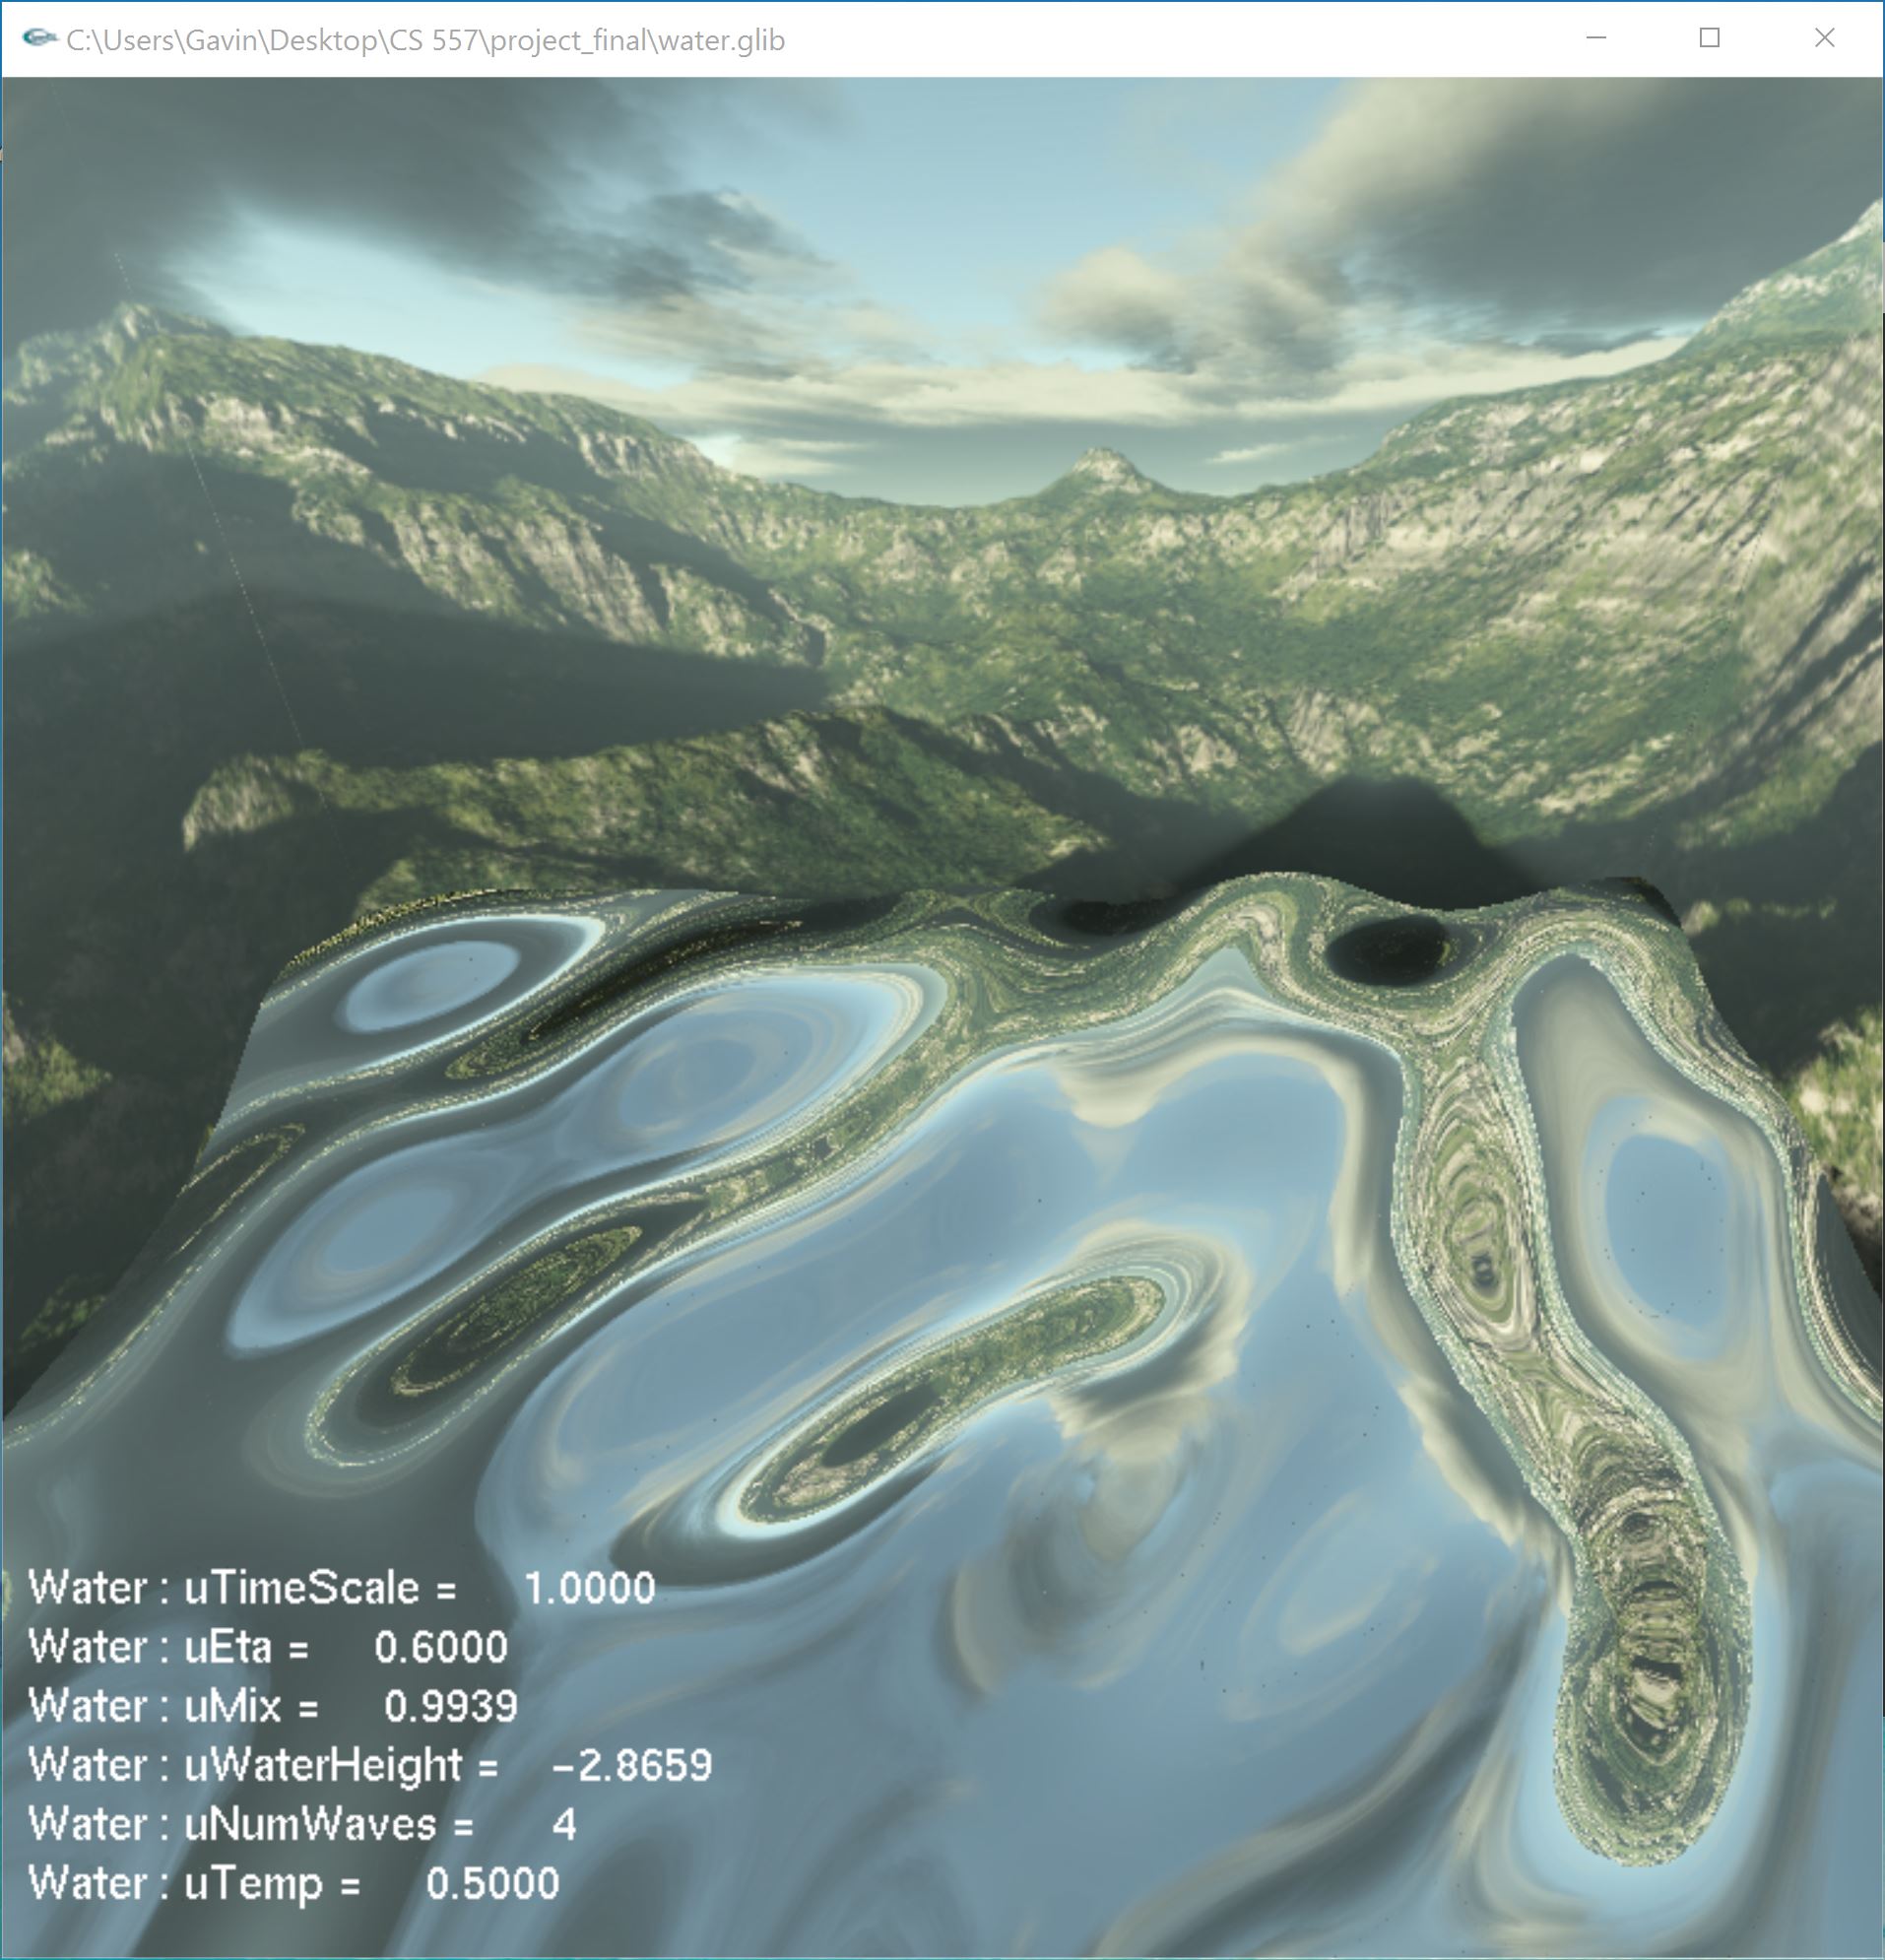 C:\Users\Gavin\Desktop\CS 557\project_final\water.glib
Water : uTimeScale = 1.0000
Water : uEta = 0.6000
Water : uMix = 0.9939
Water : uWaterHeight = -2.8659
Water : uNumWaves = 4
Water : uTemp = 0.5000